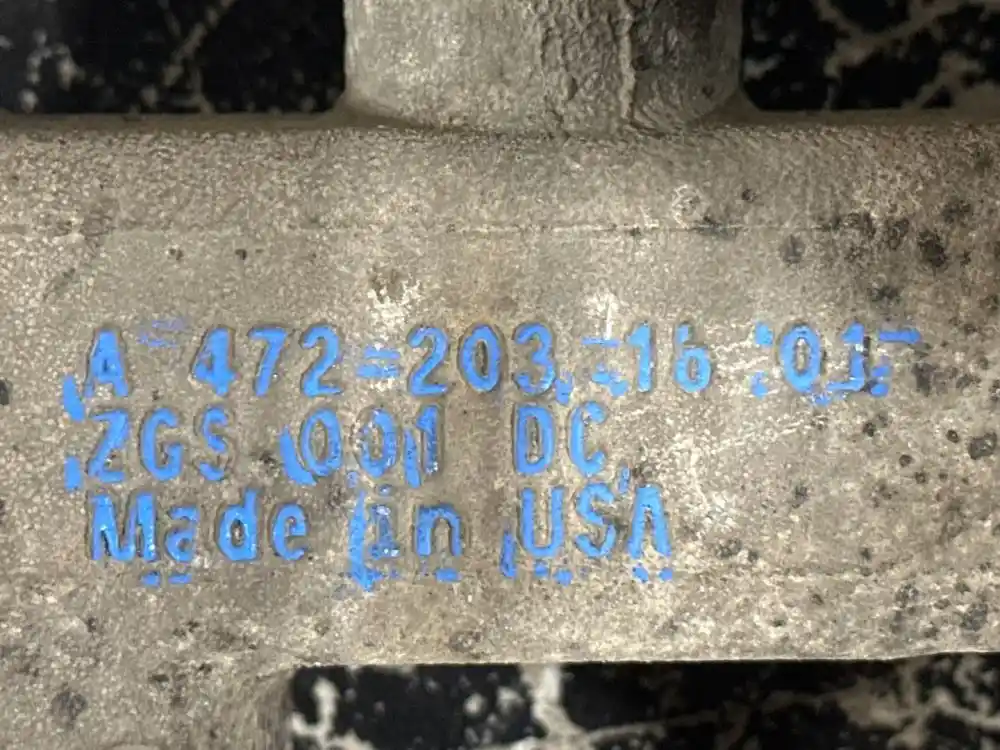 A 472-203-16 01
ZGS 001 DC
Made in USA